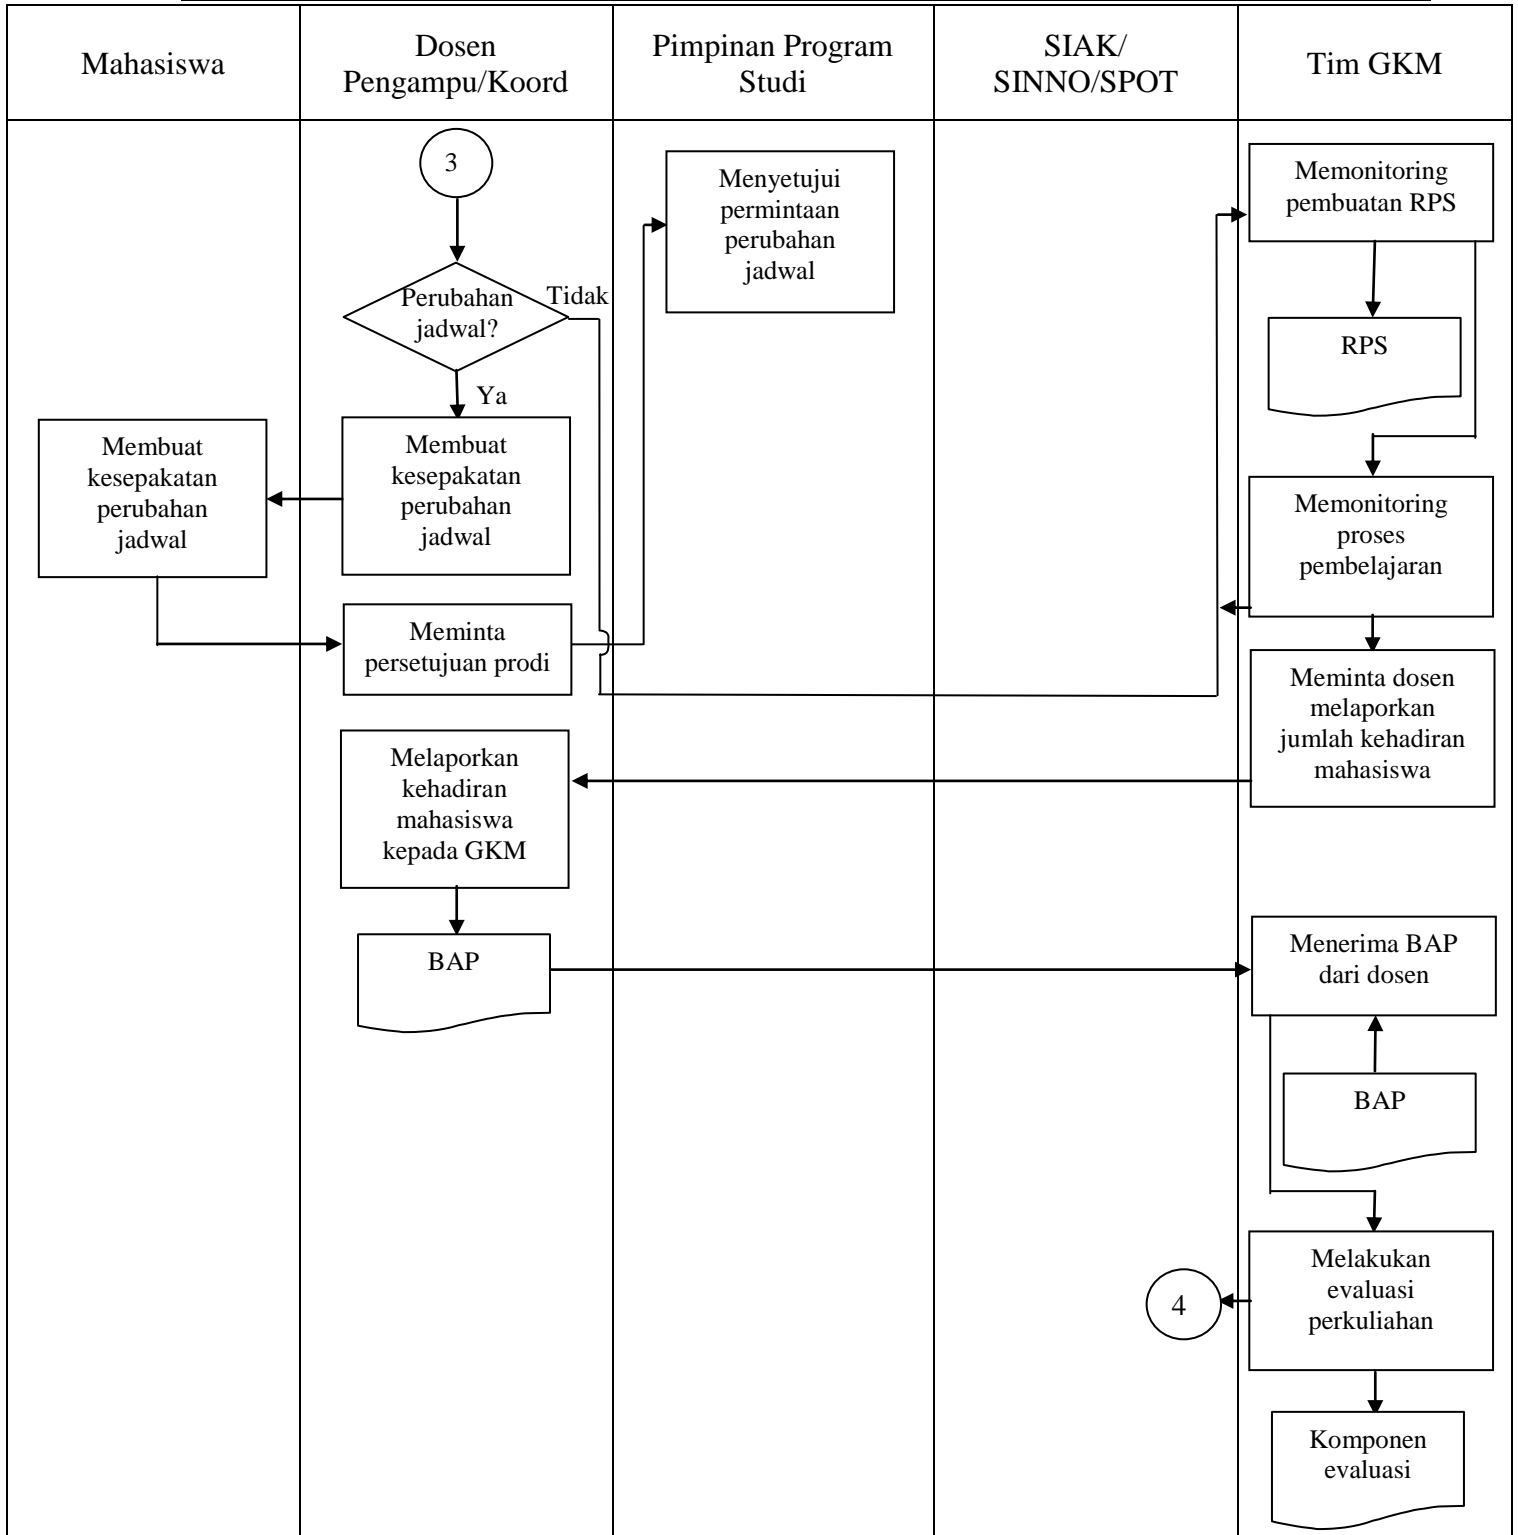 Mahasiswa
Dosen
Pengampu/Koord
Pimpinan Program
Studi
SIAK/
SINNO/SPOT
Tim GKM
3
Perubahan
jadwal?
Tidak
Ya
Menyetujui
permintaan
perubahan
jadwal
Memonitoring
pembuatan RPS
RPS
Membuat
kesepakatan
perubahan
jadwal
Membuat
kesepakatan
perubahan
jadwal
Memonitoring
proses
pembelajaran
Meminta
persetujuan prodi
Meminta dosen
melaporkan
jumlah kehadiran
mahasiswa
Melaporkan
kehadiran
mahasiswa
kepada GKM
BAP
Menerima BAP
dari dosen
BAP
Melakukan
evaluasi
perkuliahan
4
Komponen
evaluasi